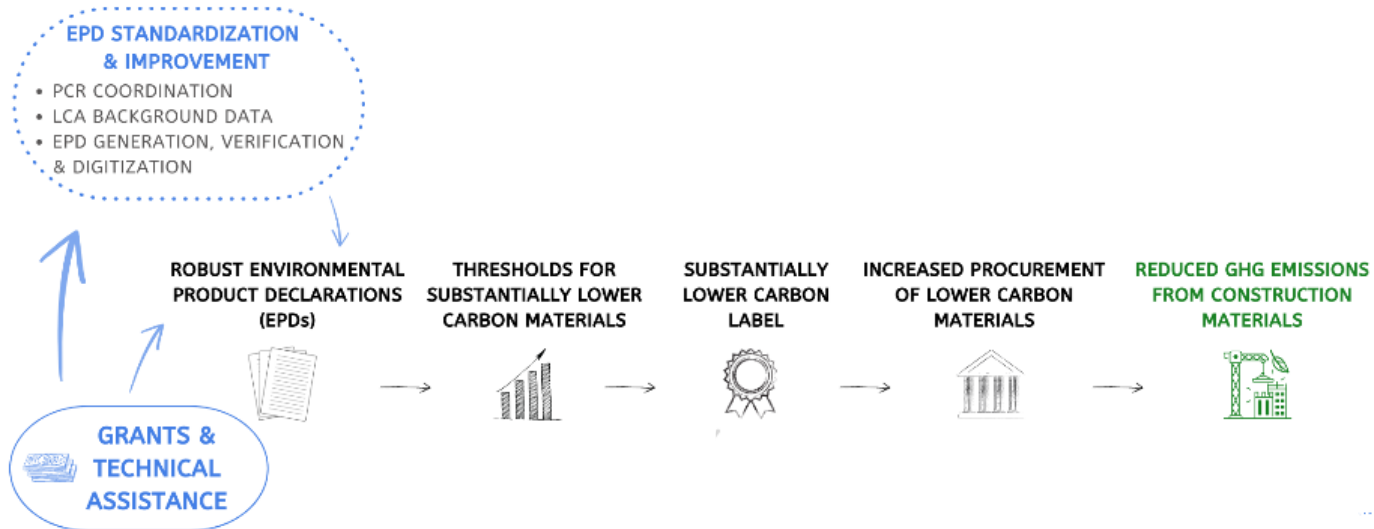 EPD STANDARDIZATION
& IMPROVEMENT
• PCR COORDINATION
• LCA BACKGROUND DATA
• EPD GENERATION, VERIFICATION
& DIGITIZATION
ROBUST ENVIRONMENTAL
PRODUCT DECLARATIONS
(EPDs)
THRESHOLDS FOR
SUBSTANTIALLY LOWER
CARBON MATERIALS
SUBSTANTIALLY
LOWER CARBON
LABEL
INCREASED PROCUREMENT
OF LOWER CARBON
MATERIALS
REDUCED GHG EMISSIONS
FROM CONSTRUCTION
MATERIALS
GRANTS &
TECHNICAL
ASSISTANCE